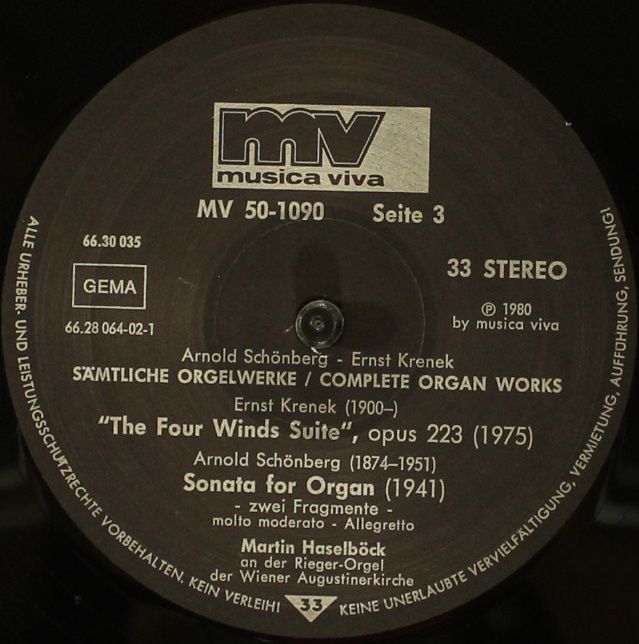 mv
musica viva
MV 50-1090 Seite 3
66.30 035
33 STEREO
GEMA
℗ 1980
by musica viva
66.28 064-02-1
Arnold Schönberg - Ernst Krenek
SÄMTLICHE ORGELWERKE / COMPLETE ORGAN WORKS
Ernst Krenek (1900-)
"The Four Winds Suite", opus 223 (1975)
Arnold Schönberg (1874-1951)
Sonata for Organ (1941)
- zwei Fragmente -
molto moderato - Allegretto
Martin Haselböck
an der Rieger-Orgel
der Wiener Augustinerkirche
ALLE URHEBER- UND LEISTUNGSSCHUTZRECHTE VORBEHALTEN. KEIN VERLEIH! 33 KEINE UNERLAUBTE VERVIELFÄLTIGUNG, VERMIETUNG, AUFFÜHRUNG, SENDUNG!